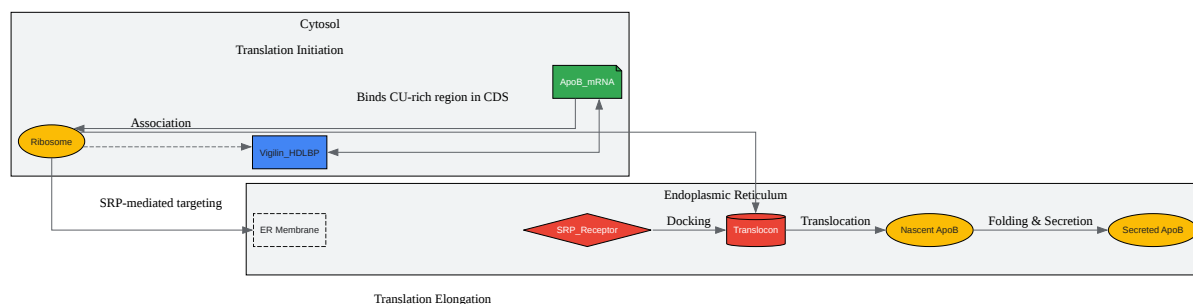 Cytosol
Translation Initiation
ApoB_mRNA
Binds CU-rich region in CDS
Association
Ribosome
Vigilin_HDLBP
Endoplasmic Reticulum
SRP-mediated targeting
ER Membrane
SRP_Receptor
Docking
Translocon
Translocation
Nascent ApoB
Folding & Secretion
Secreted ApoB
Translation Elongation